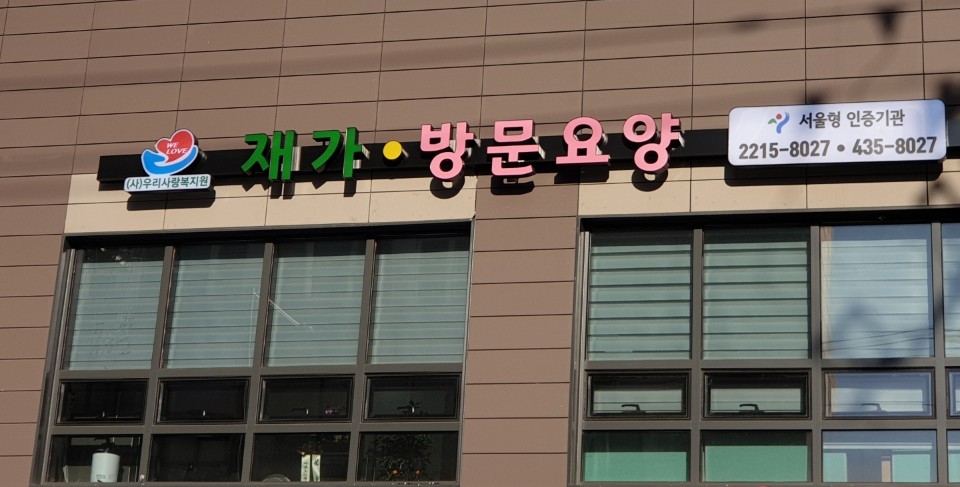 WE
LOVE
(사)우리사랑복지원
재가·방문요양
서울형 인증기관
2215-8027 • 435-8027